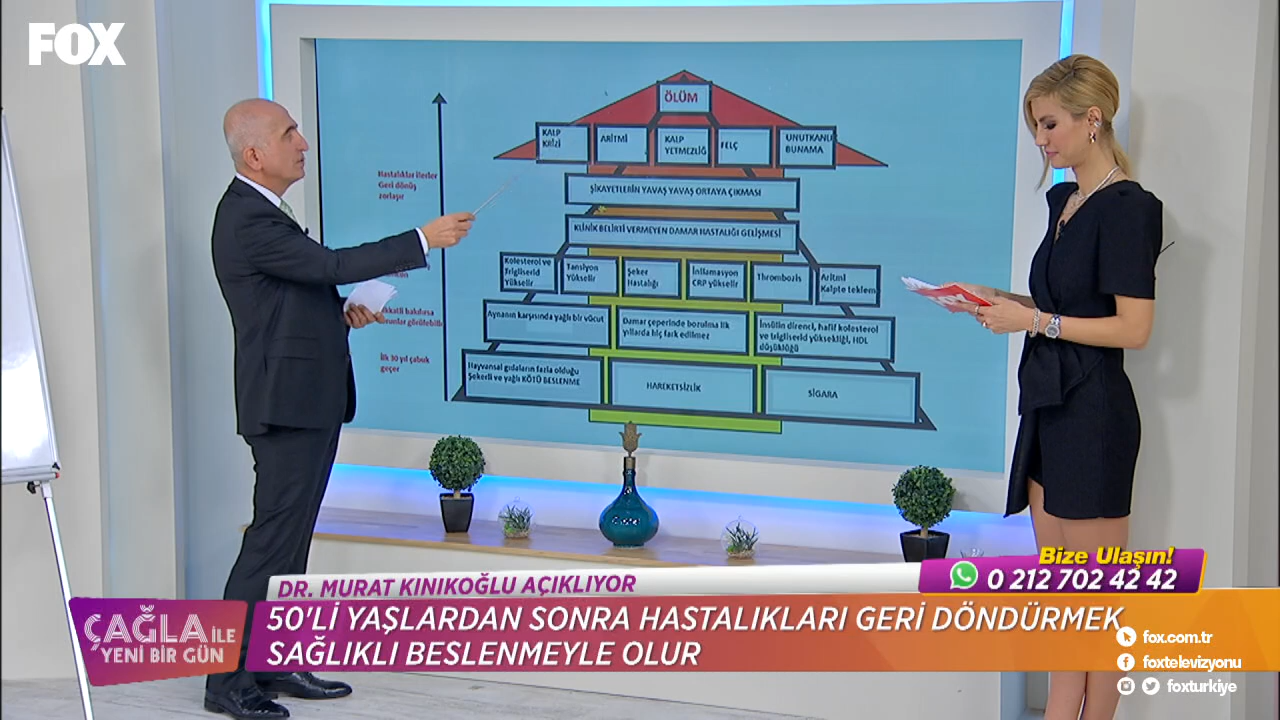 FOX
ÖLÜM
KALP
KRİZİ
ARİTMİ
KALP
YETMEZLİĞ
FELÇ
UNUTKANLI
BUNAMA
Hastalıklar ilerler
Geri dönüş
zorlaşır
ŞİKAYETLERİN YAVAŞ YAVAŞ ORTAYA ÇIKMASI
KLİNİK BELİRTİ VERMEYEN DAMAR HASTALIĞI GELİŞMESİ
Kolesterol ve
Trigliserid
Yükselir
Tansiyon
Yükselir
Şeker
Hastalığı
İnflamasyon
CRP yükselir
Thrombozis
Aritmi
Kalpte teklem
Aynanın karşısında yağlı bir vücut
Damar çeperinde bozulma ilk
yıllarda hiç fark edilmez
İnsülin direnci, hafif kolesterol
ve trigliserid yüksekliği, HDL
düşüklüğü
ikkatli bakılırsa
orunlar görülebilir
İlk 30 yıl çabuk
geçer
Hayvansal gıdaların fazla olduğu
Şekerli ve yağlı KÖTÜ BESLENME
HAREKETSİZLİK
SİGARA
Bize Ulaşın!
0 212 702 42 42
DR. MURAT KINIKOĞLU AÇIKLIYOR
ÇAĞLA İLE
YENİ BİR GÜN
50'Lİ YAŞLARDAN SONRA HASTALIKLARI GERİ DÖNDÜRMEK
SAĞLIKLI BESLENMEYLE OLUR
fox.com.tr
foxtelevizyonu
foxturkiye